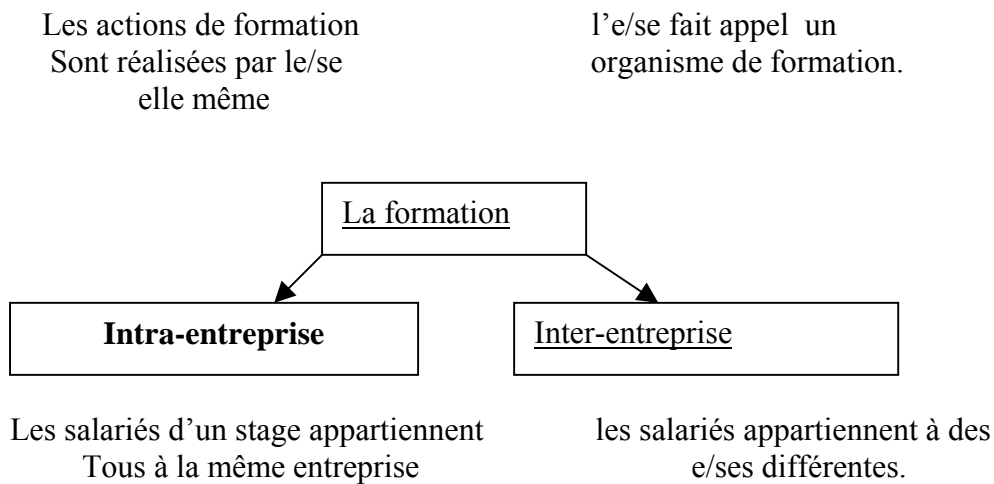 Les actions de formation
Sont réalisées par le/se
elle même
l’e/se fait appel  un
organisme de formation.
La formation
Intra-entreprise
Inter-entreprise
Les salariés d’un stage appartiennent
Tous à la même entreprise
les salariés appartiennent à des
e/ses différentes.